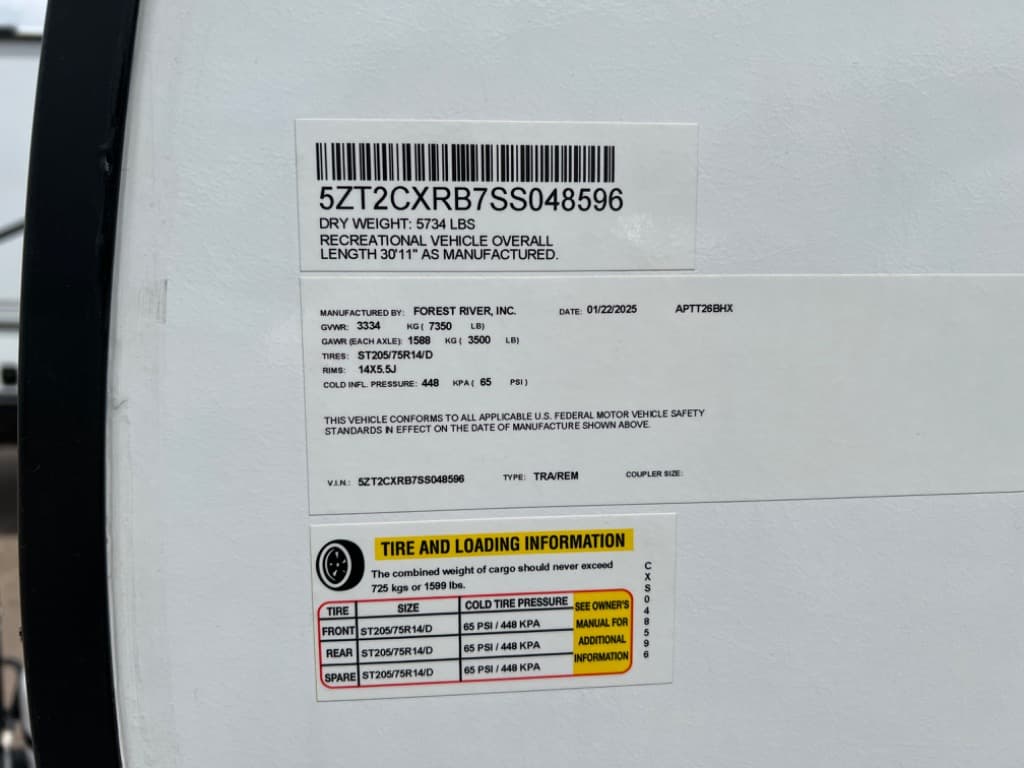 5ZT2CXRB7SS048596
DRY WEIGHT: 5734 LBS
RECREATIONAL VEHICLE OVERALL
LENGTH 30'11" AS MANUFACTURED.
MANUFACTURED BY: FOREST RIVER, INC. DATE: 01/22/2025 APTT26BHX
GVWR: 3334 KG ( 7350 LB)
GAWR (EACH AXLE): 1588 KG ( 3500 LB)
TIRES: ST205/75R14/D
RIMS: 14X5.5J
COLD INFL. PRESSURE: 448 KPA ( 65 PSI )
THIS VEHICLE CONFORMS TO ALL APPLICABLE U.S. FEDERAL MOTOR VEHICLE SAFETY
STANDARDS IN EFFECT ON THE DATE OF MANUFACTURE SHOWN ABOVE.
V.I.N.: 5ZT2CXRB7SS048596 TYPE: TRA/REM COUPLER SIZE:
TIRE AND LOADING INFORMATION
The combined weight of cargo should never exceed
725 kgs or 1599 lbs.
TIRE SIZE COLD TIRE PRESSURE
FRONT ST205/75R14/D 65 PSI / 448 KPA
REAR ST205/75R14/D 65 PSI / 448 KPA
SPARE ST205/75R14/D 65 PSI / 448 KPA
SEE OWNER'S
MANUAL FOR
ADDITIONAL
INFORMATION
CXS048596